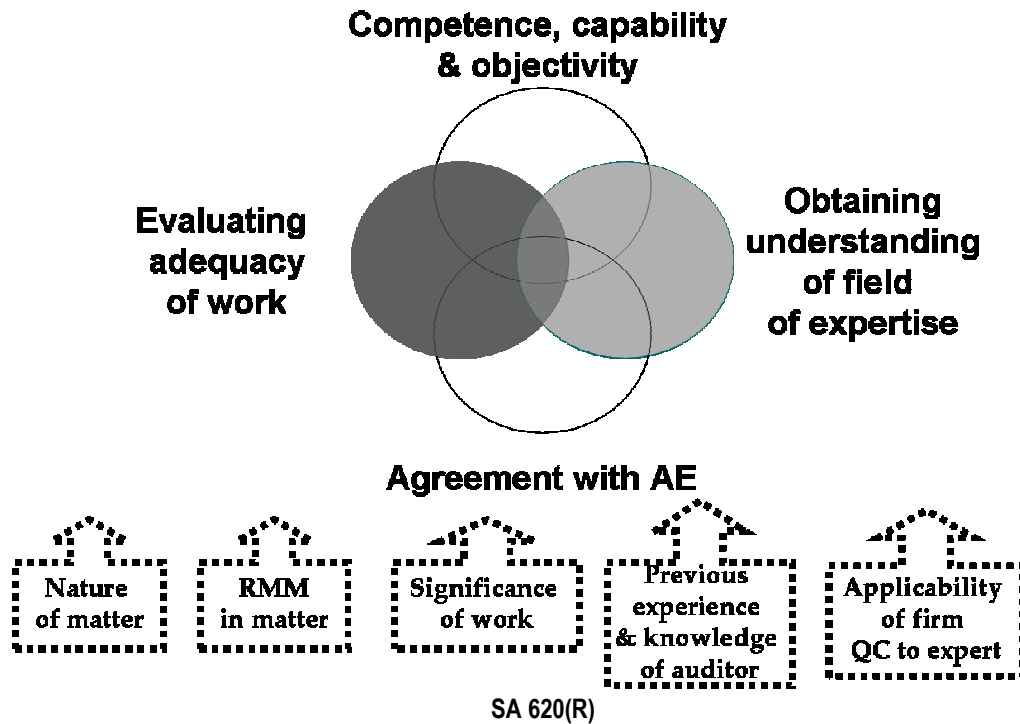 Competence, capability
& objectivity
Evaluating
adequacy
of work
Obtaining
understanding
of field
of expertise
Agreement with AE
Nature
of matter
RMM
in matter
Significance
of work
Previous
experience
& knowledge
of auditor
Applicability
of firm
QC to expert
SA 620(R)